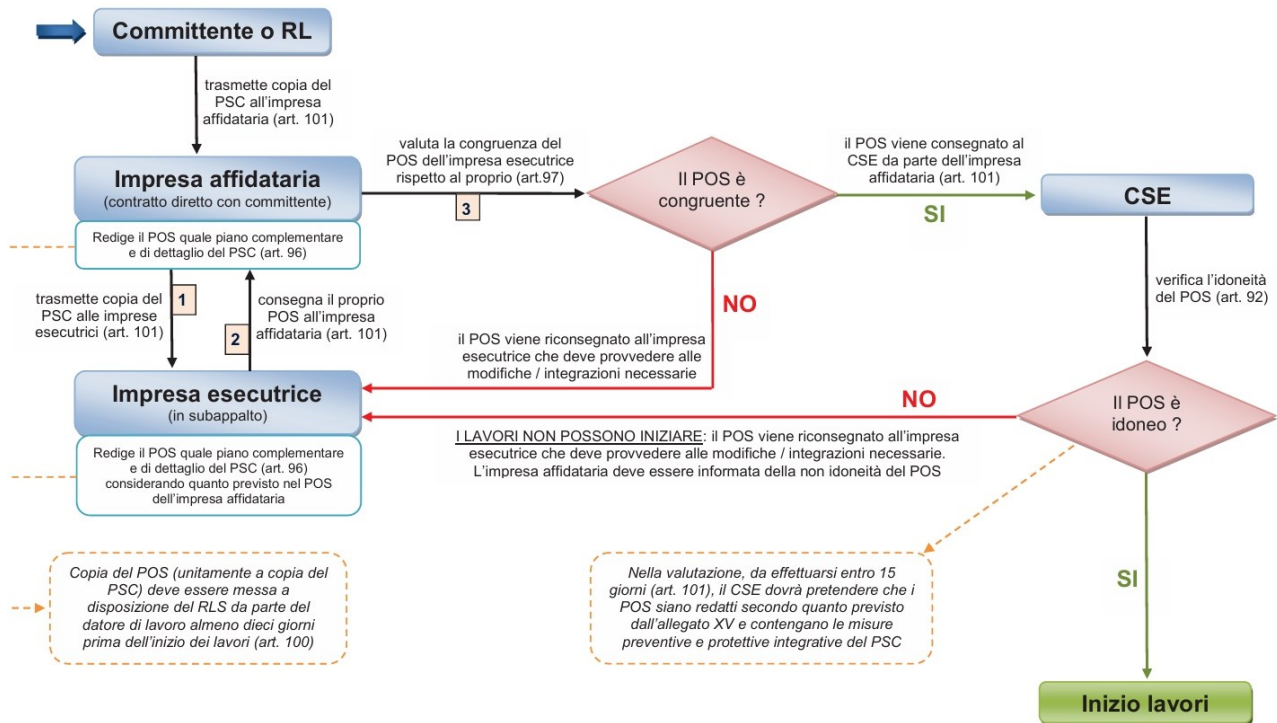 Committente o RL
trasmette copia del
PSC all'impresa
affidataria (art. 101)
Impresa affidataria
(contratto diretto con committente)
Redige il POS quale piano complementare
e di dettaglio del PSC (art. 96)
valuta la congruenza del
POS dell'impresa esecutrice
rispetto al proprio (art.97)
3
Il POS è
congruente ?
il POS viene consegnato al
CSE da parte dell'impresa
affidataria (art. 101)
SI
CSE
trasmette copia del
PSC alle imprese
esecutrici (art. 101)
1
2
consegna il proprio
POS all'impresa
affidataria (art. 101)
NO
il POS viene riconsegnato all'impresa
esecutrice che deve provvedere alle
modifiche / integrazioni necessarie
verifica l'idoneità
del POS (art. 92)
Impresa esecutrice
(in subappalto)
Redige il POS quale piano complementare
e di dettaglio del PSC (art. 96)
considerando quanto previsto nel POS
dell'impresa affidataria
NO
I LAVORI NON POSSONO INIZIARE: il POS viene riconsegnato all'impresa
esecutrice che deve provvedere alle modifiche / integrazioni necessarie.
L'impresa affidataria deve essere informata della non idoneità del POS
Il POS è
idoneo ?
Copia del POS (unitamente a copia del
PSC) deve essere messa a
disposizione del RLS da parte del
datore di lavoro almeno dieci giorni
prima dell'inizio dei lavori (art. 100)
Nella valutazione, da effettuarsi entro 15
giorni (art. 101), il CSE dovrà pretendere che i
POS siano redatti secondo quanto previsto
dall'allegato XV e contengano le misure
preventive e protettive integrative del PSC
SI
Inizio lavori